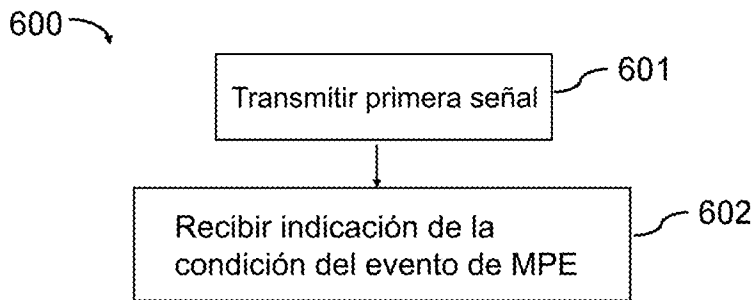 600
601
Transmitir primera señal
602
Recibir indicación de la
condición del evento de MPE